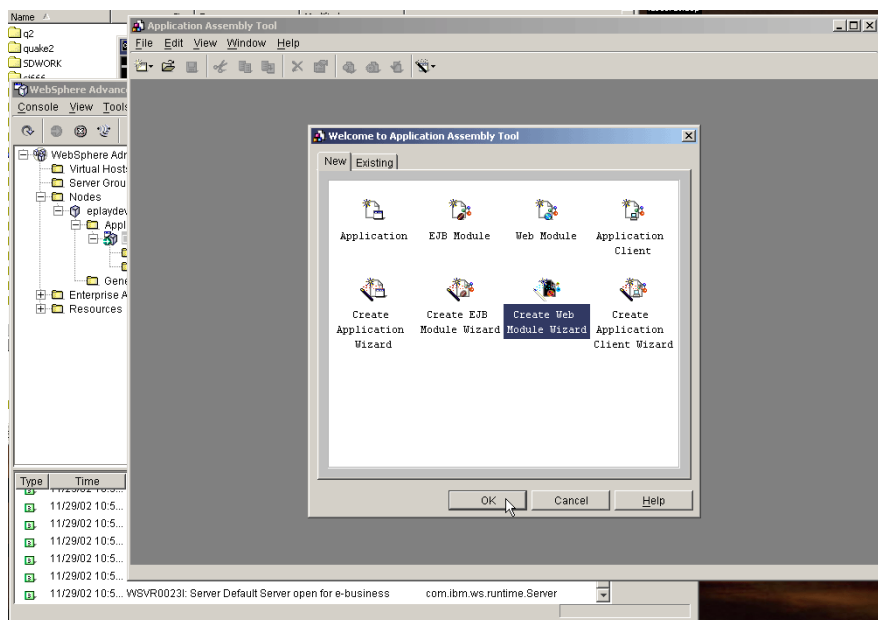 Name
q2
quake2
SDWORK
WebSphere Advanc
Console View Tools
WebSphere Adr
Virtual Host
Server Grou
Nodes
eplaydev
Appl
Gene
Enterprise A
Resources
Application Assembly Tool
File Edit View Window Help
Welcome to Application Assembly Tool
New Existing
Application EJB Module Web Module Application
Client
Create Create EJB Create Web Create
Application Module Wizard Module Wizard Application
Wizard Client Wizard
OK Cancel Help
Type Time
11/29/02 10:5...
11/29/02 10:5...
11/29/02 10:5...
11/29/02 10:5...
11/29/02 10:5...
11/29/02 10:5... WSVR0023I: Server Default Server open for e-business com.ibm.ws.runtime.Server